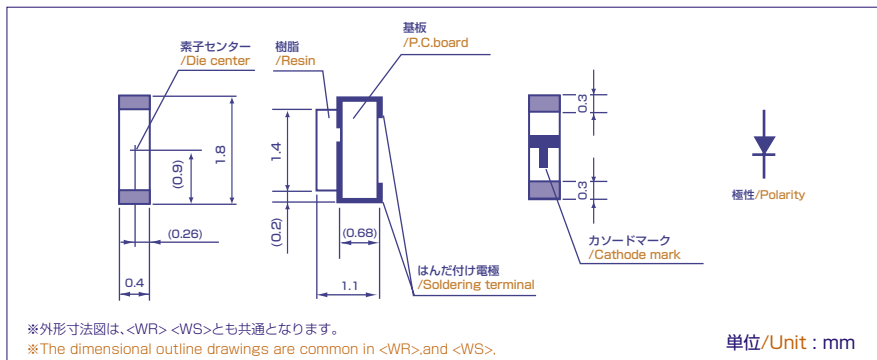 素子センター
/Die center
樹脂
/Resin
基板
/P.C.board
0.3
1.8
(0.9)
1.4
(0.2)
(0.26)
(0.68)
0.4
1.1
0.3
極性/Polarity
カソードマーク
/Cathode mark
はんだ付け電極
/Soldering terminal
※外形寸法図は、<WR> <WS>とも共通となります。
※The dimensional outline drawings are common in <WR>,and <WS>.
単位/Unit : mm